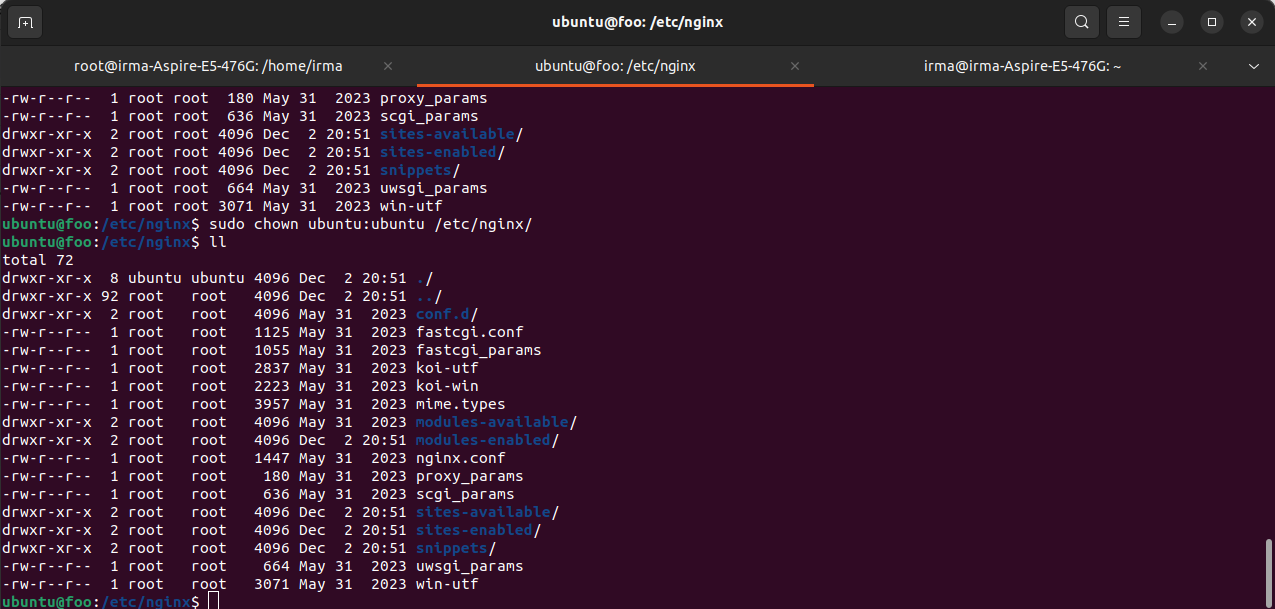 ubuntu@foo: /etc/nginx
root@irma-Aspire-E5-476G: /home/irma
ubuntu@foo: /etc/nginx
irma@irma-Aspire-E5-476G: ~
-rw-r--r--  1 root root  180 May 31  2023 proxy_params
-rw-r--r--  1 root root  636 May 31  2023 scgi_params
drwxr-xr-x  2 root root 4096 Dec  2 20:51 sites-available/
drwxr-xr-x  2 root root 4096 Dec  2 20:51 sites-enabled/
drwxr-xr-x  2 root root 4096 Dec  2 20:51 snippets/
-rw-r--r--  1 root root  664 May 31  2023 uwsgi_params
-rw-r--r--  1 root root 3071 May 31  2023 win-utf
ubuntu@foo:/etc/nginx$ sudo chown ubuntu:ubuntu /etc/nginx/
ubuntu@foo:/etc/nginx$ ll
total 72
drwxr-xr-x  8 ubuntu ubuntu 4096 Dec  2 20:51 ./
drwxr-xr-x 92 root   root   4096 Dec  2 20:51 ../
drwxr-xr-x  2 root   root   4096 May 31  2023 conf.d/
-rw-r--r--  1 root   root   1125 May 31  2023 fastcgi.conf
-rw-r--r--  1 root   root   1055 May 31  2023 fastcgi_params
-rw-r--r--  1 root   root   2837 May 31  2023 koi-utf
-rw-r--r--  1 root   root   2223 May 31  2023 koi-win
-rw-r--r--  1 root   root   3957 May 31  2023 mime.types
drwxr-xr-x  2 root   root   4096 May 31  2023 modules-available/
drwxr-xr-x  2 root   root   4096 Dec  2 20:51 modules-enabled/
-rw-r--r--  1 root   root   1447 May 31  2023 nginx.conf
-rw-r--r--  1 root   root    180 May 31  2023 proxy_params
-rw-r--r--  1 root   root    636 May 31  2023 scgi_params
drwxr-xr-x  2 root   root   4096 Dec  2 20:51 sites-available/
drwxr-xr-x  2 root   root   4096 Dec  2 20:51 sites-enabled/
drwxr-xr-x  2 root   root   4096 Dec  2 20:51 snippets/
-rw-r--r--  1 root   root    664 May 31  2023 uwsgi_params
-rw-r--r--  1 root   root   3071 May 31  2023 win-utf
ubuntu@foo:/etc/nginx$